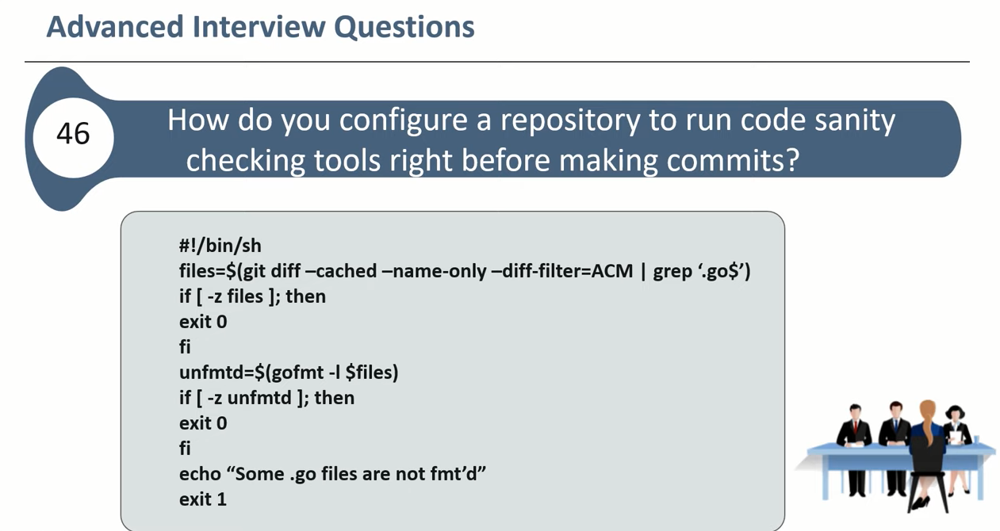 Advanced Interview Questions
46
How do you configure a repository to run code sanity
checking tools right before making commits?
#!/bin/sh
files=$(git diff –cached –name-only –diff-filter=ACM | grep ‘.go$’)
if [ -z files ]; then
exit 0
fi
unfmtd=$(gofmt -l $files)
if [ -z unfmtd ]; then
exit 0
fi
echo “Some .go files are not fmt’d”
exit 1